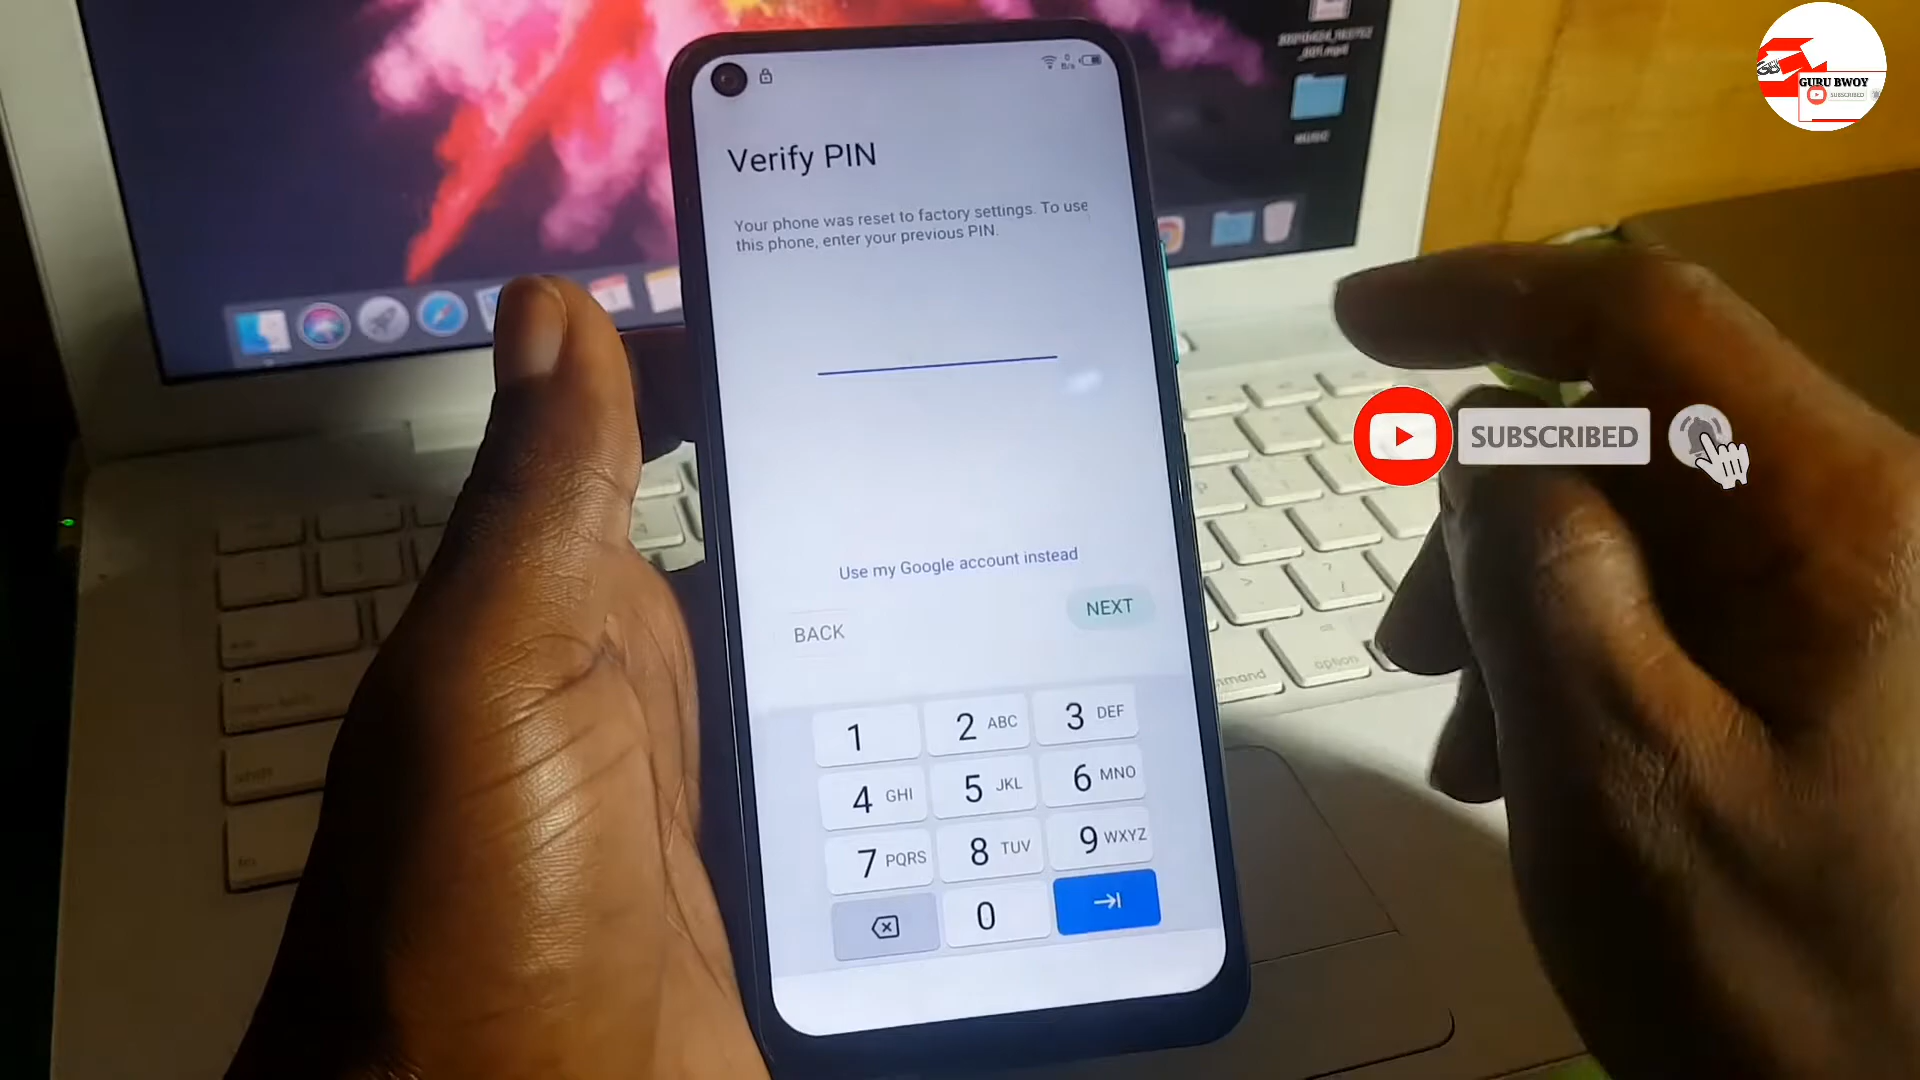 Verify PIN
Your phone was reset to factory settings. To use
this phone, enter your previous PIN.
Use my Google account instead
BACK
NEXT
1
2 ABC
3 DEF
4 GHI
5 JKL
6 MNO
7 PQRS
8 TUV
9 WXYZ
0
GURU BWOY
SUBSCRIBED
SUBSCRIBED
MUSIC
option